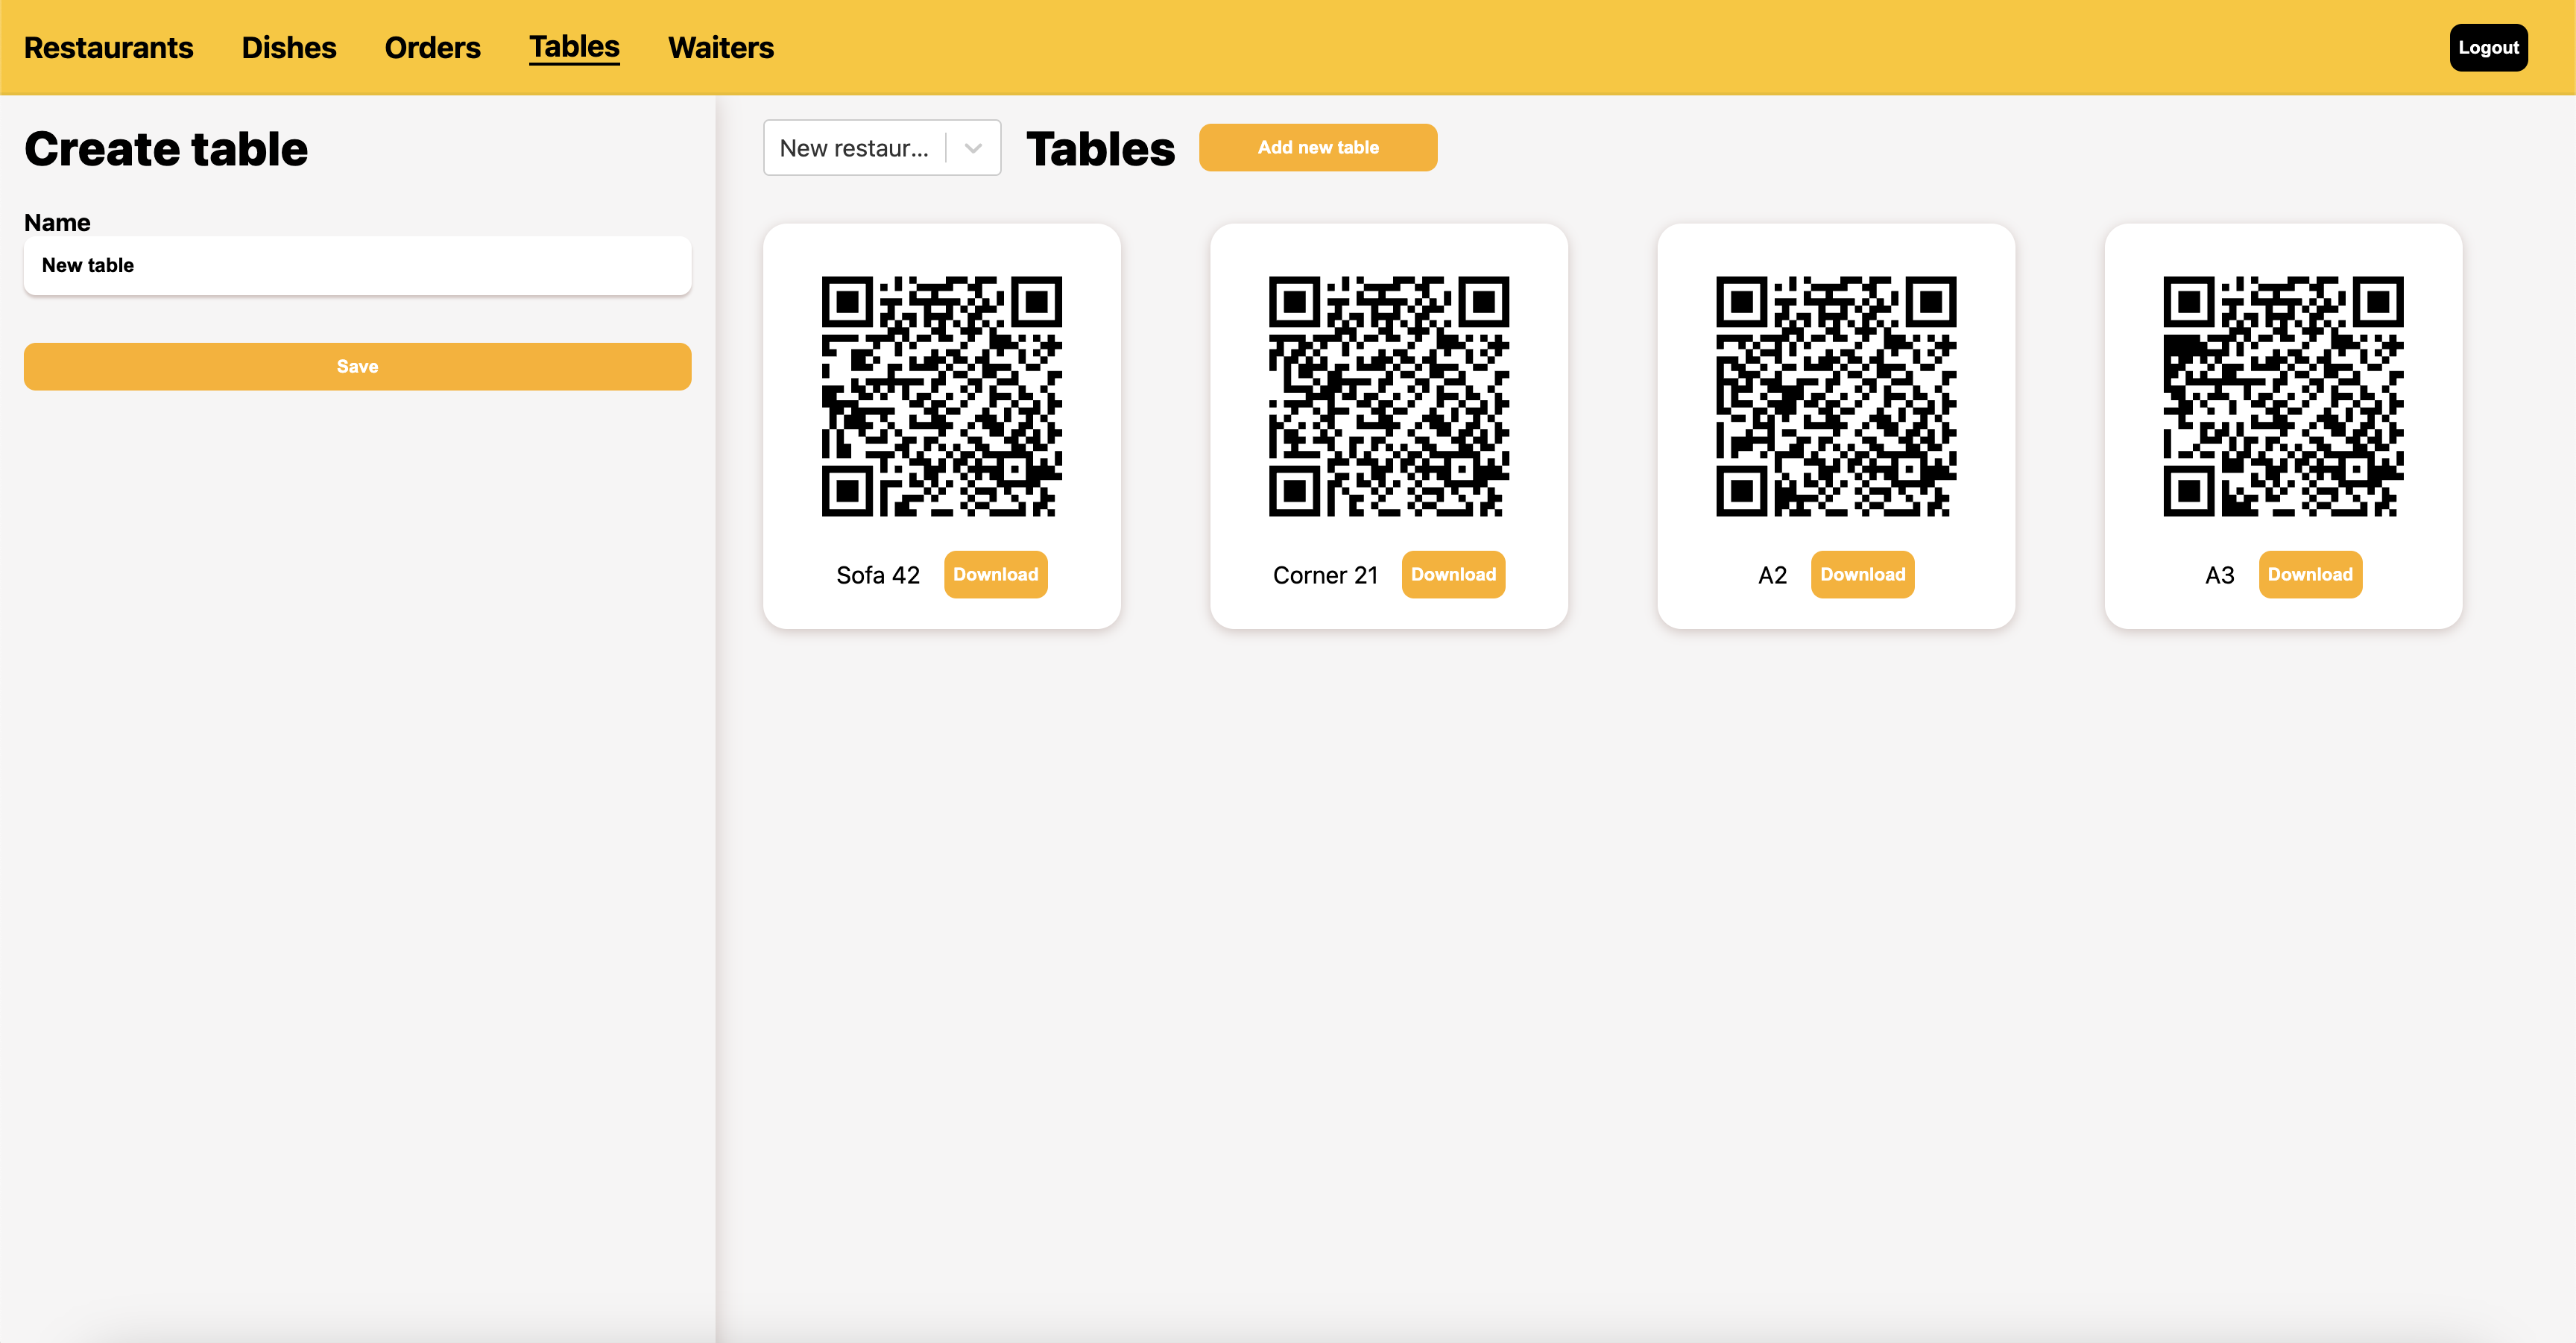 Restaurants Dishes Orders Tables Waiters Logout
Create table
Name
New table
Save
New restaur... Tables Add new table
Sofa 42 Download
Corner 21 Download
A2 Download
A3 Download